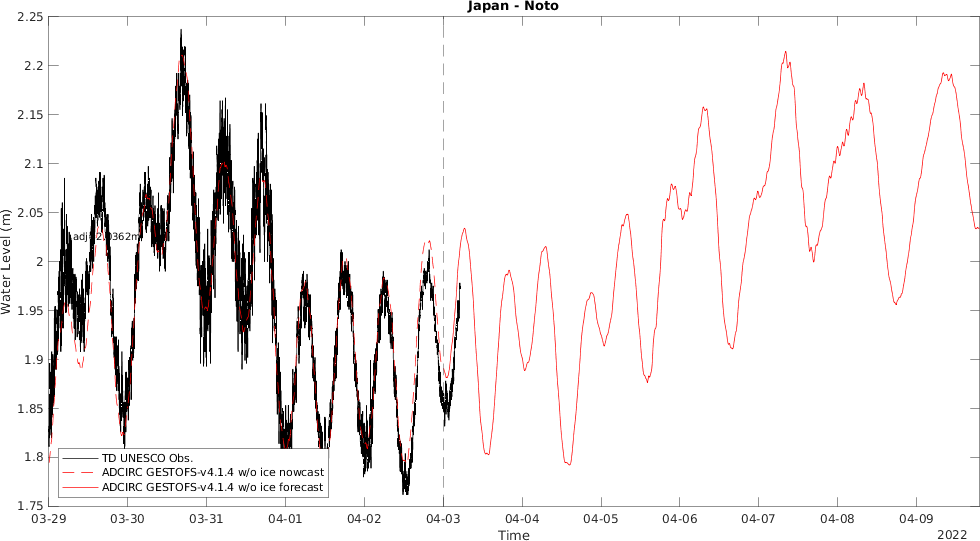 Japan - Noto
2.25
2.2
2.15
2.1
2.05
2
1.95
1.9
1.85
1.8
1.75
Water Level (m)
TD UNESCO Obs.
ADCIRC GESTOFS-v4.1.4 w/o ice nowcast
ADCIRC GESTOFS-v4.1.4 w/o ice forecast
03-29 03-30 03-31 04-01 04-02 04-03 04-04 04-05 04-06 04-07 04-08 04-09
Time
2022